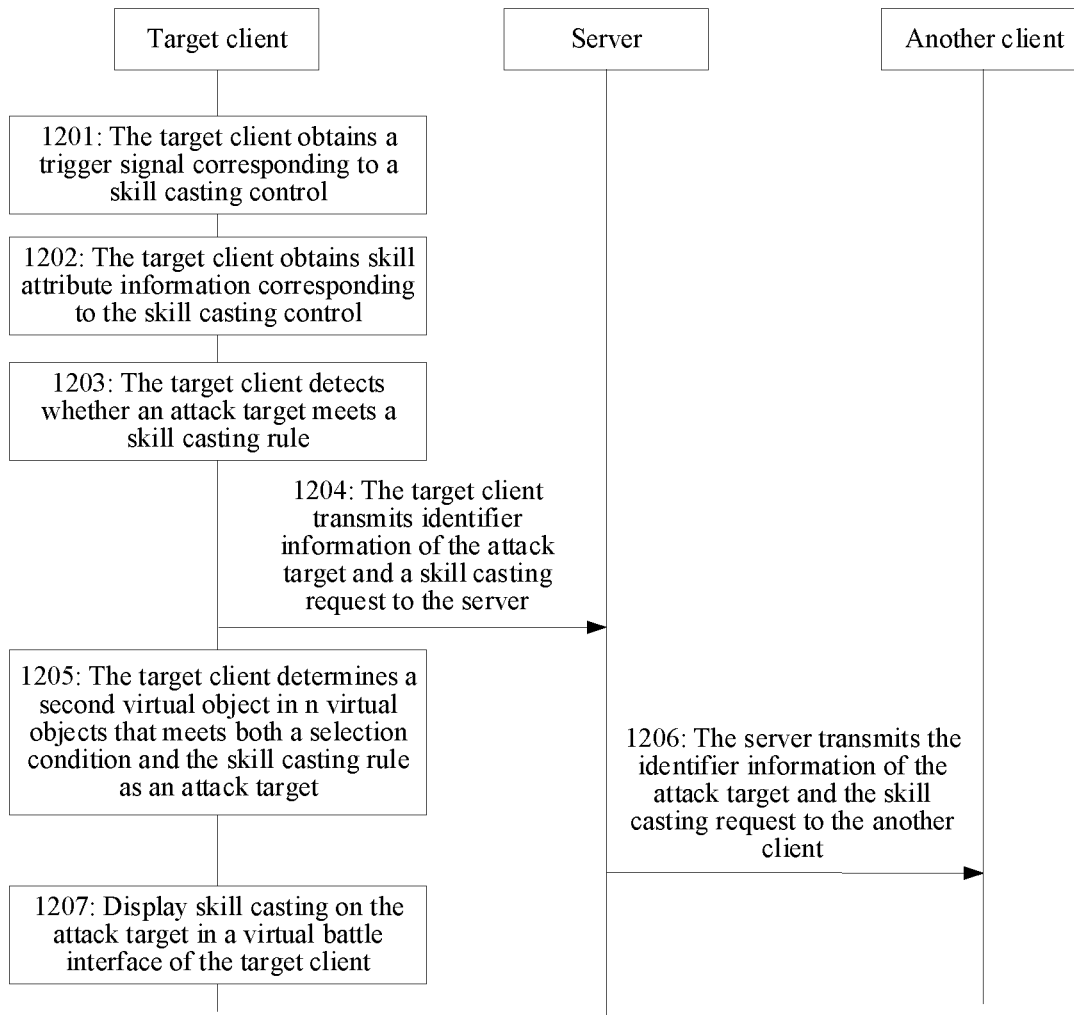 Target client
Server
Another client
1201: The target client obtains a
trigger signal corresponding to a
skill casting control
1202: The target client obtains skill
attribute information corresponding
to the skill casting control
1203: The target client detects
whether an attack target meets a
skill casting rule
1204: The target client
transmits identifier
information of the attack
target and a skill casting
request to the server
1205: The target client determines a
second virtual object in n virtual
objects that meets both a selection
condition and the skill casting rule
as an attack target
1206: The server transmits the
identifier information of the
attack target and the skill
casting request to the another
client
1207: Display skill casting on the
attack target in a virtual battle
interface of the target client